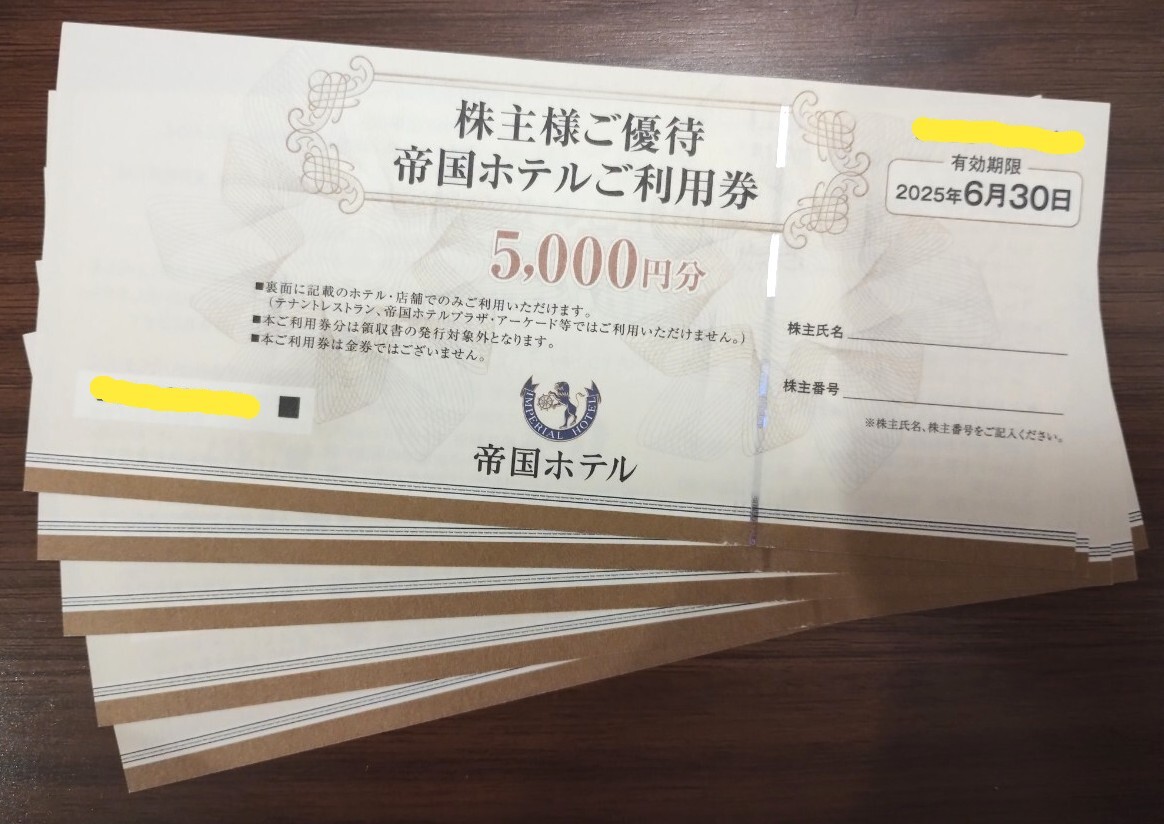 株主様ご優待
帝国ホテルご利用券
5,000円分
■裏面に記載のホテル・店舗でのみご利用いただけます。
(テナントレストラン、帝国ホテルプラザ・アーケード等ではご利用いただけません。)
■本ご利用券分は領収書の発行対象外となります。
■本ご利用券は金券ではございません。
IMPERIAL HOTEL
帝国ホテル
有効期限
2025年6月30日
株主氏名
株主番号
※株主氏名、株主番号をご記入ください。